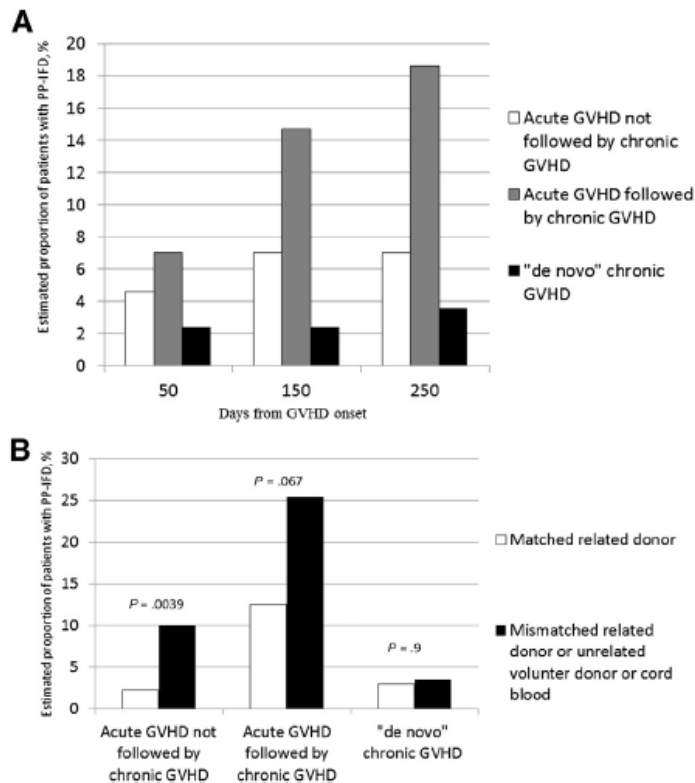 A
Estimated proportion of patients with PP-IFD,%
20
18
16
14
12
10
8
6
4
2
0
50
150
250
Days from GVHD onset
Acute GVHD not
followed by chronic
GVHD
Acute GVHD followed
by chronic GVHD
"de novo" chronic
GVHD
B
Estimated proportion of patients with PP-IFD,%
30
25
20
15
10
5
0
P = .0039
P = .067
P = .9
Acute GVHD not
followed by
chronic GVHD
Acute GVHD
followed by
chronic GVHD
"de novo"
chronic GVHD
Matched related donor
Mismatched related
donor or unrelated
volunter donor or cord
blood